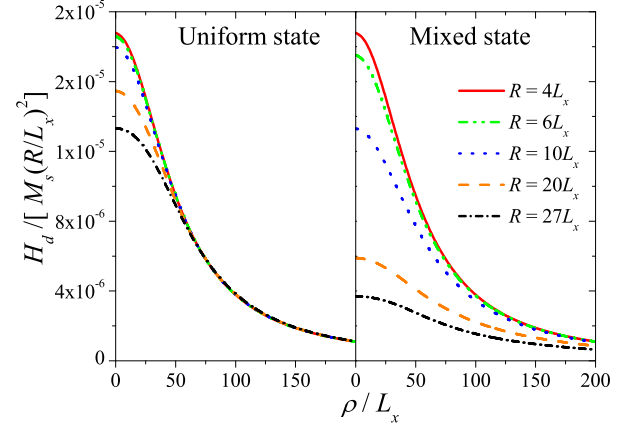 Uniform state
Mixed state
2x10⁻⁵
2x10⁻⁵
1x10⁻⁵
8x10⁻⁶
4x10⁻⁶
0
H_d /[ M_s(R/L_x)²]
R = 4L_x
R = 6L_x
R = 10L_x
R = 20L_x
R = 27L_x
0 50 100 150 0 50 100 150 200
ρ / L_x